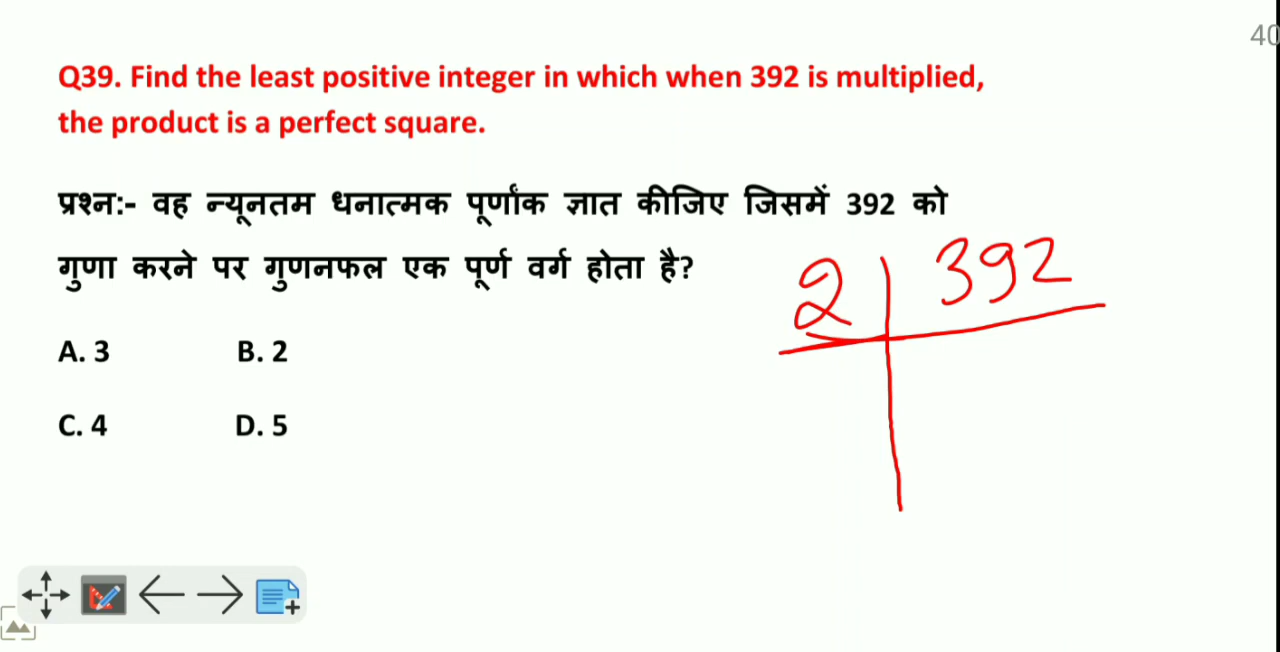 40
Q39. Find the least positive integer in which when 392 is multiplied,
the product is a perfect square.
प्रश्न:- वह न्यूनतम धनात्मक पूर्णांक ज्ञात कीजिए जिसमें 392 को
गुणा करने पर गुणनफल एक पूर्ण वर्ग होता है?
2 392
A. 3 B. 2
C. 4 D. 5